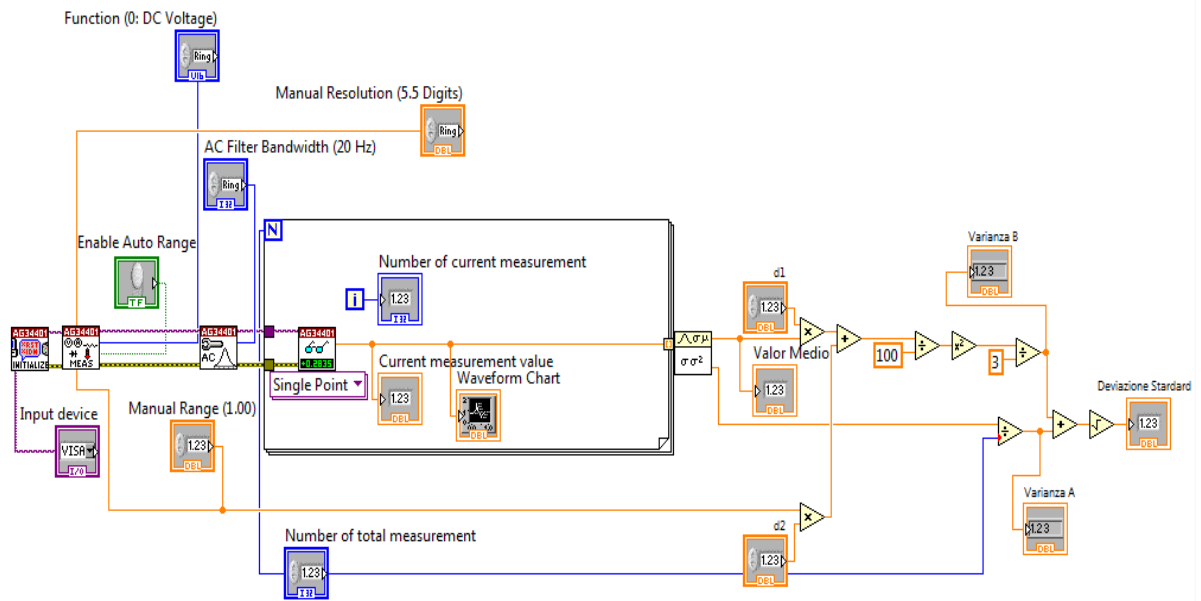 Function (0: DC Voltage)
Ring
U16
Manual Resolution (5.5 Digits)
Ring
DBL
AC Filter Bandwidth (20 Hz)
Ring
I32
N
Enable Auto Range
TF
Number of current measurement
i
1.23
I32
Varianza B
1.23
DBL
d1
1.23
DBL
AG34401
INITIALIZE
AG34401
MEAS
AG34401
AC
AG34401
Single Point
σμ
σσ²
Valor Medio
1.23
DBL
100
x²
3
Current measurement value
1.23
DBL
Waveform Chart
DBL
Deviazione Stardard
1.23
DBL
Input device
VISA
I/O
Manual Range (1.00)
1.23
DBL
Varianza A
1.23
DBL
d2
1.23
DBL
Number of total measurement
1.23
I32